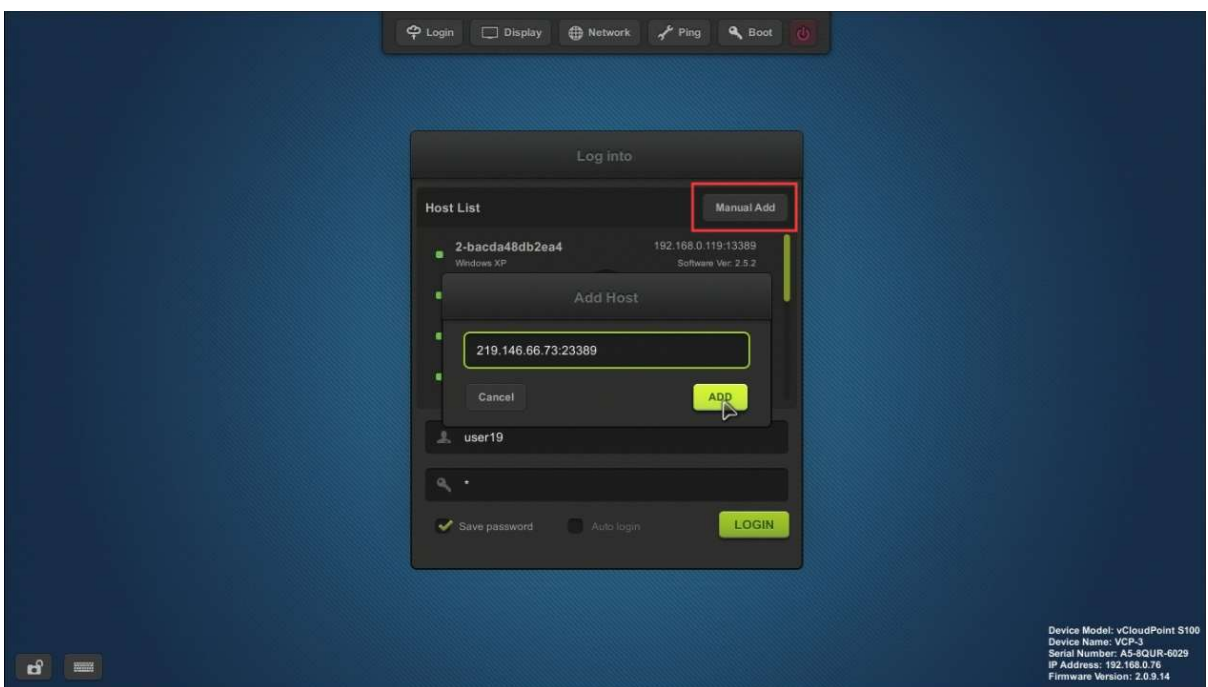 Login Display Network Ping Boot
Log into
Host List Manual Add
2-bacda48db2ea4 192.168.0.119:13389
Windows XP Software Ver: 2.5.2
Add Host
219.146.66.73:23389
Cancel ADD
user19
*
Save password Auto login LOGIN
Device Model: vCloudPoint S100
Device Name: VCP-3
Serial Number: A5-8QUR-6029
IP Address: 192.168.0.76
Firmware Version: 2.0.9.14